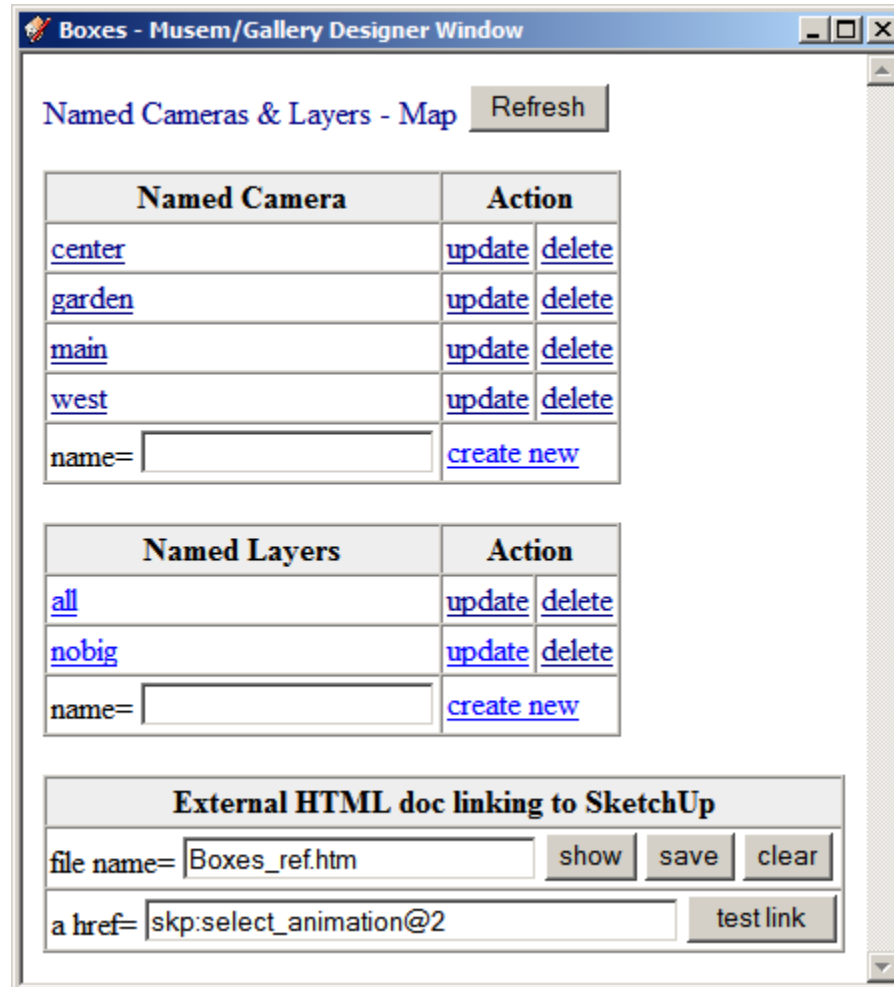 Boxes - Musem/Gallery Designer Window
Named Cameras & Layers - Map Refresh
Named Camera Action
center update delete
garden update delete
main update delete
west update delete
name= create new
Named Layers Action
all update delete
nobig update delete
name= create new
External HTML doc linking to SketchUp
file name= Boxes_ref.htm show save clear
a href= skp:select_animation@2 test link